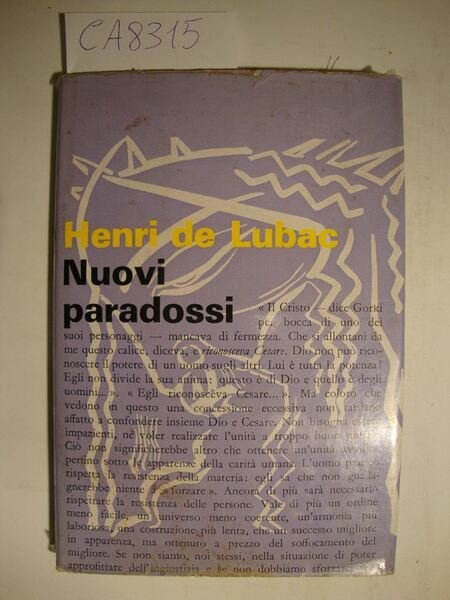 CA8315
Henri de Lubac
Nuovi
paradossi
« Il Cristo — dice Gorki
per bocca di uno dei
suoi personaggi — mancava di fermezza. Che si allontani da
me questo calice, diceva, e riconosceva Cesare. Dio non può rico-
noscere il potere di un uomo sugli altri. Lui è tutta la potenza!
Egli non divide la sua anima: questo è di Dio e quello è degli
uomini... ». « Egli riconosceva Cesare... ». Ma coloro che
vedono in questo una concessione eccessiva non tardano
affatto a confondere insieme Dio e Cesare. Non bisogna essere
impazienti, né voler realizzare l'unità a troppo buon
Ciò non significherebbe altro che ottenere un'unità
perfino sotto apparenze della carità umana. L'uomo
rispetta la resistenza della materia: egli sa che non gua-
gnerebbe niente a « sforzare ». Ancora di più sarà necessario
rispettare la resistenza delle persone. Vale di più un ordine
meno facile, un universo meno coerente, un'armonia più
laboriosa, una costruzione più lenta, che un successo migliore
in apparenza, ma ottenuto a prezzo del soffocamento del
migliore. Se non siamo, noi stessi, nella situazione di poter
approfittare dell'ingiustizia e se non dobbiamo